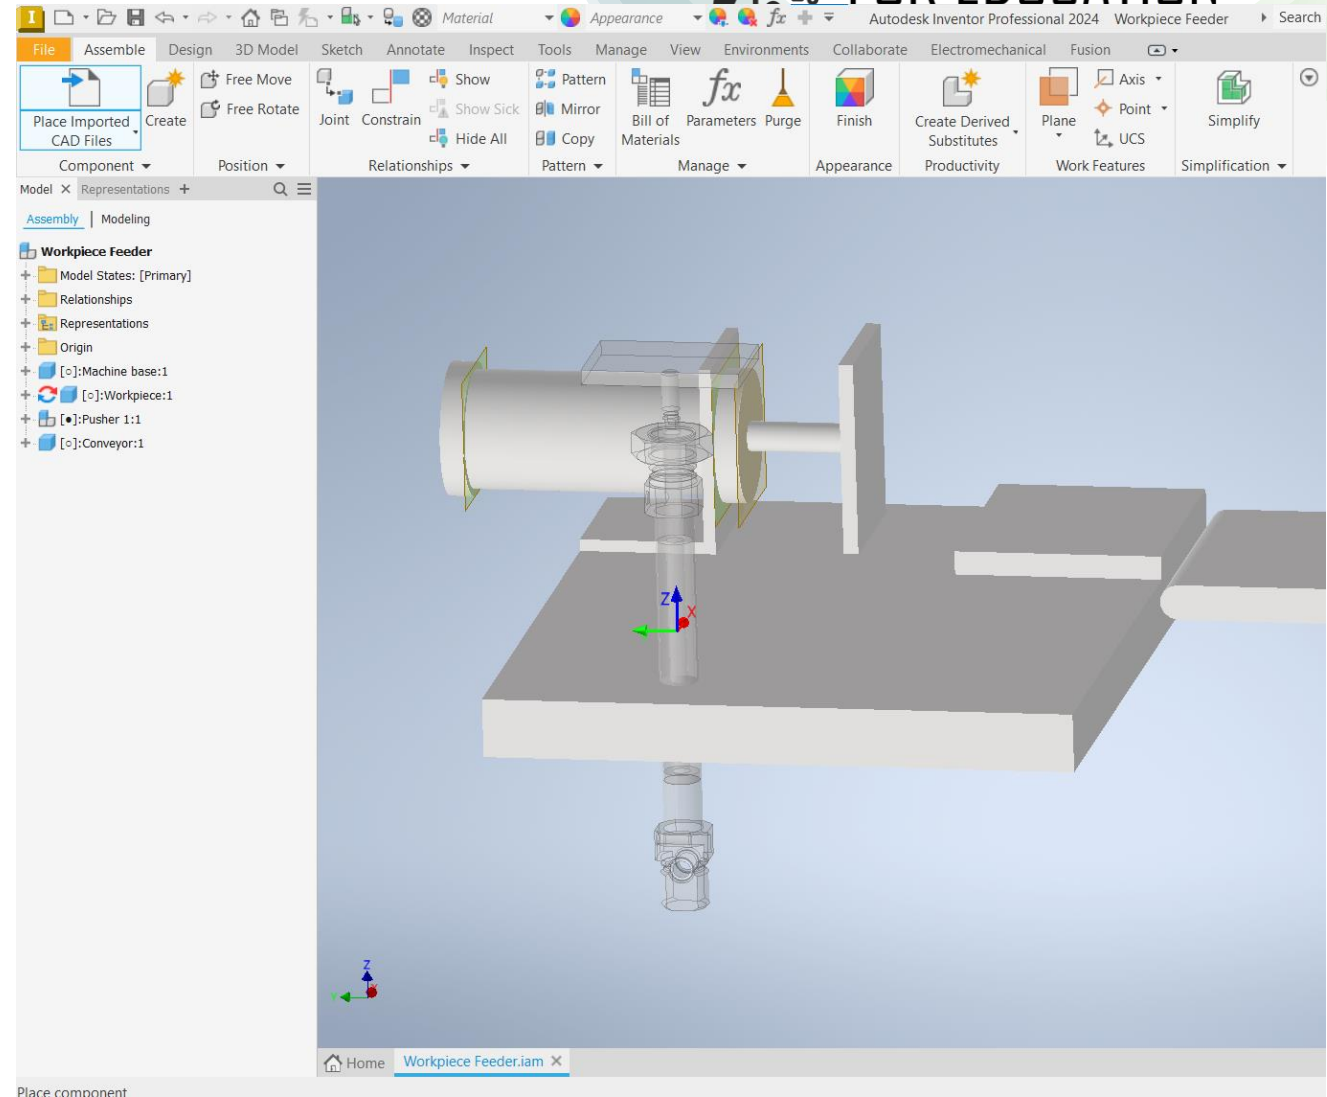 FOR EDUCATION
Material Appearance fx Autodesk Inventor Professional 2024 Workpiece Feeder Search
File Assemble Design 3D Model Sketch Annotate Inspect Tools Manage View Environments Collaborate Electromechanical Fusion
Place Imported CAD Files
Create
Free Move
Free Rotate
Joint
Constrain
Show
Show Sick
Hide All
Pattern
Mirror
Copy
Bill of Materials
fx
Parameters
Purge
Finish
Create Derived Substitutes
Plane
Axis
Point
UCS
Simplify
Component Position Relationships Pattern Manage Appearance Productivity Work Features Simplification
Model Representations
Assembly | Modeling
Workpiece Feeder
Model States: [Primary]
Relationships
Representations
Origin
[○]:Machine base:1
[○]:Workpiece:1
[●]:Pusher 1:1
[○]:Conveyor:1
Z
X
Z
Y
Home Workpiece Feeder.iam
Place component